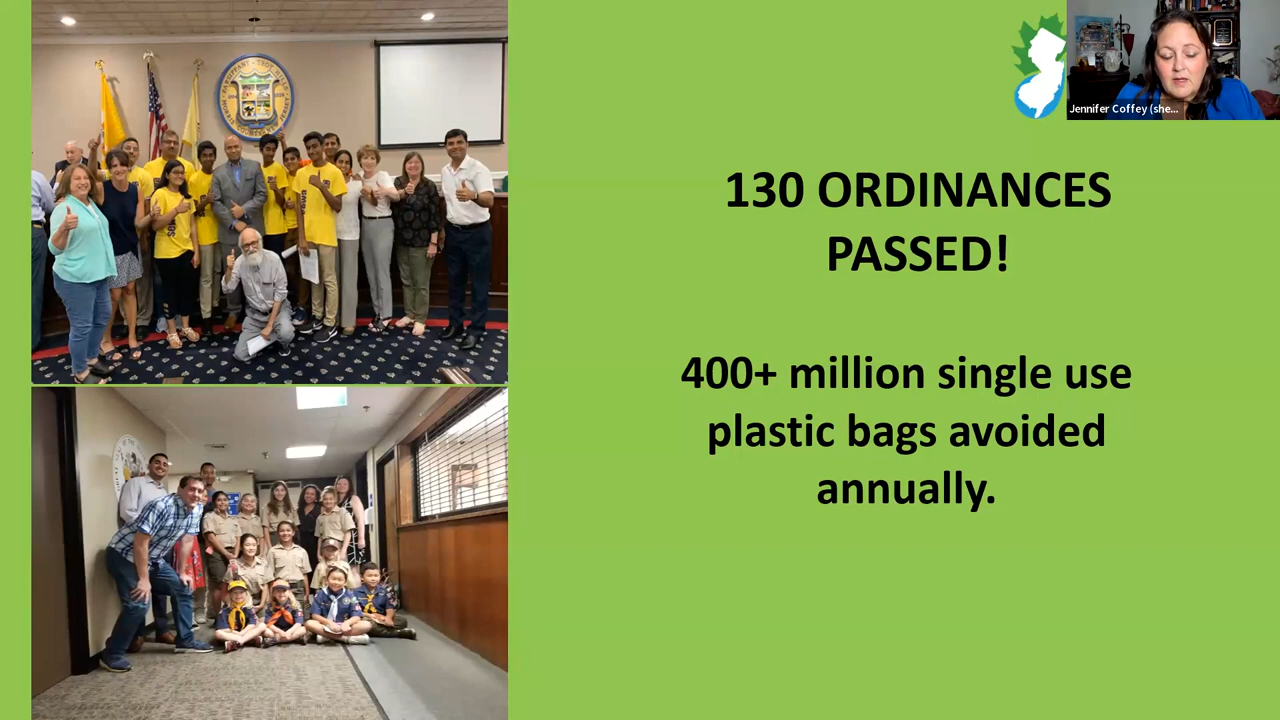 Jennifer Coffey (she...
130 ORDINANCES
PASSED!
400+ million single use
plastic bags avoided
annually.